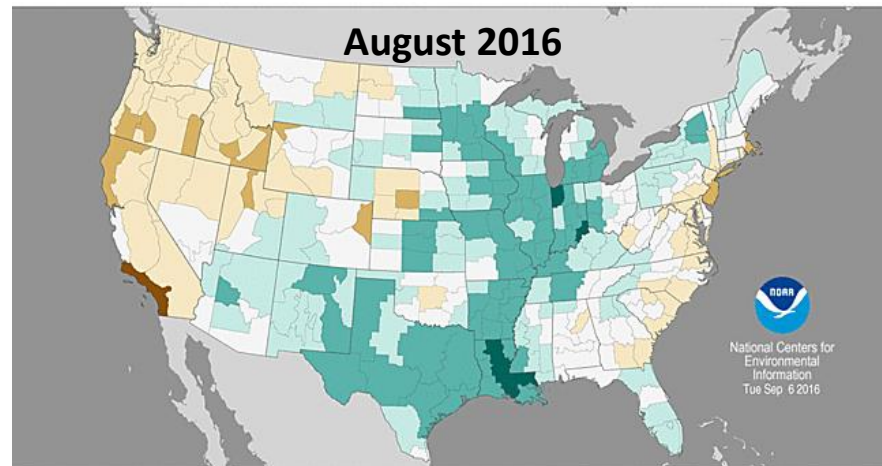 August 2016
NOAA
National Centers for
Environmental
Information
Tue Sep 6 2016